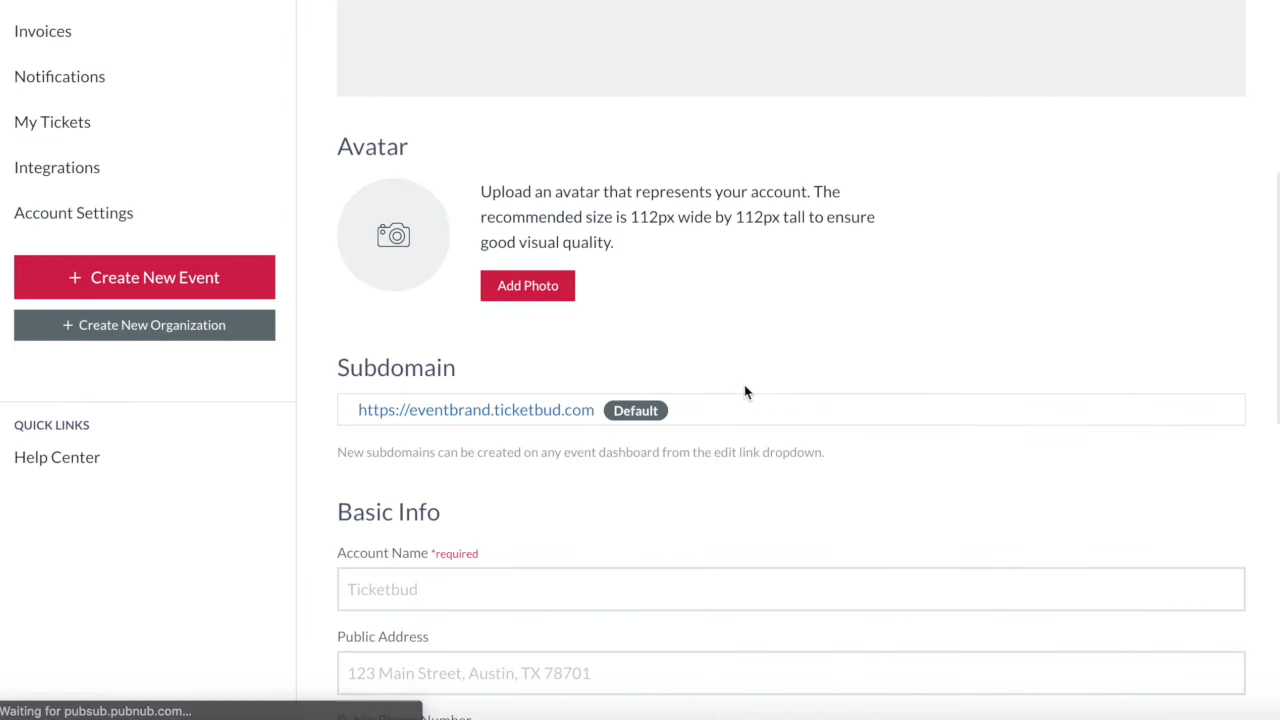 Invoices
Notifications
My Tickets
Integrations
Account Settings
+ Create New Event
+ Create New Organization
QUICK LINKS
Help Center
Avatar
Upload an avatar that represents your account. The
recommended size is 112px wide by 112px tall to ensure
good visual quality.
Add Photo
Subdomain
https://eventbrand.ticketbud.com Default
New subdomains can be created on any event dashboard from the edit link dropdown.
Basic Info
Account Name *required
Ticketbud
Public Address
123 Main Street, Austin, TX 78701
Number
Waiting for pubsub.pubnub.com...